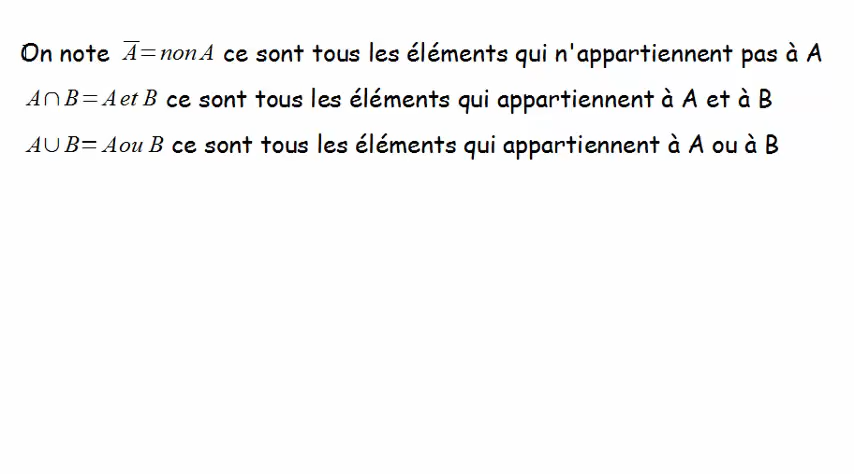 On note A̅=non A ce sont tous les éléments qui n'appartiennent pas à A
A∩B=A et B ce sont tous les éléments qui appartiennent à A et à B
A∪B=A ou B ce sont tous les éléments qui appartiennent à A ou à B